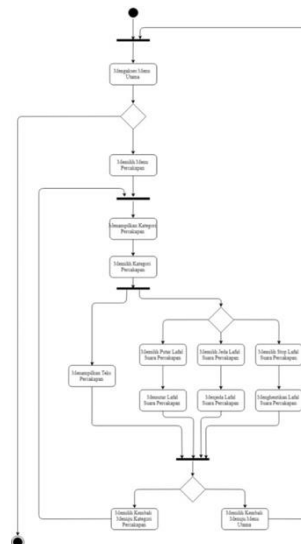 Menjalankan Menu
Utama
Memilih Menu
Percakapan
Menampilkan Kategori
Percakapan
Memilih Kategori
Percakapan
Memilih Putar Lafal
Suara Percakapan
Memilih Jeda Lafal
Suara Percakapan
Memilih Stop Lafal
Suara Percakapan
Menampilkan Teks
Percakapan
Memutar Lafal
Suara Percakapan
Menjeda Lafal
Suara Percakapan
Menghentikan Lafal
Suara Percakapan
Memilih Kembali
Menuju Kategori
Percakapan
Memilih Kembali
Menuju Menu
Utama